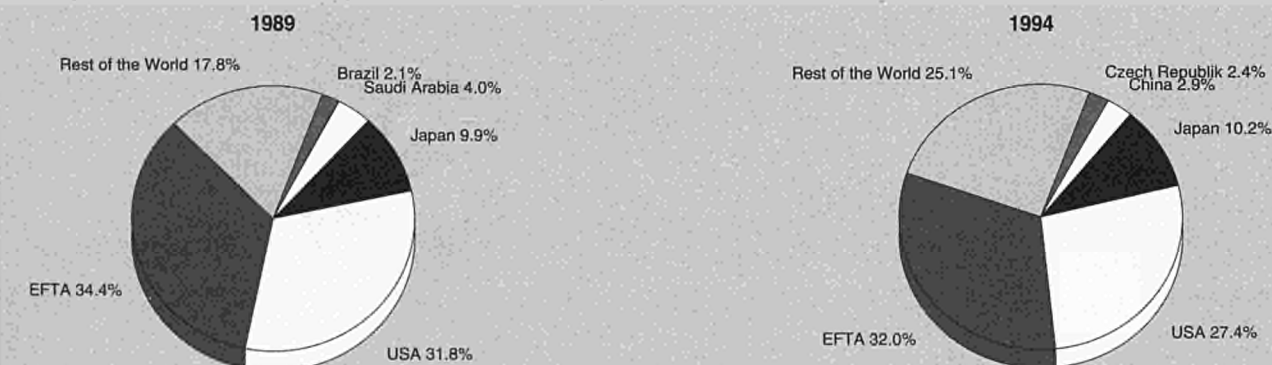 1989
Rest of the World 17.8%
Brazil 2.1%
Saudi Arabia 4.0%
Japan 9.9%
EFTA 34.4%
USA 31.8%
1994
Rest of the World 25.1%
Czech Republik 2.4%
China 2.9%
Japan 10.2%
EFTA 32.0%
USA 27.4%